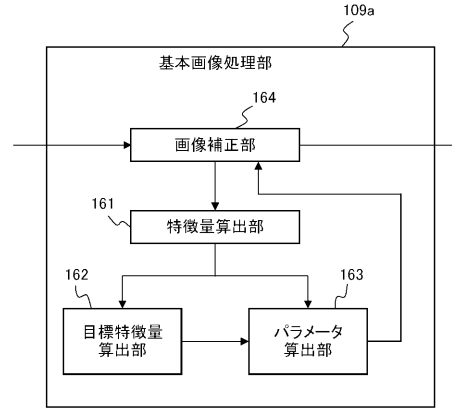 109a
基本画像処理部
164
画像補正部
161
特徴量算出部
162
目標特徴量
算出部
163
パラメータ
算出部